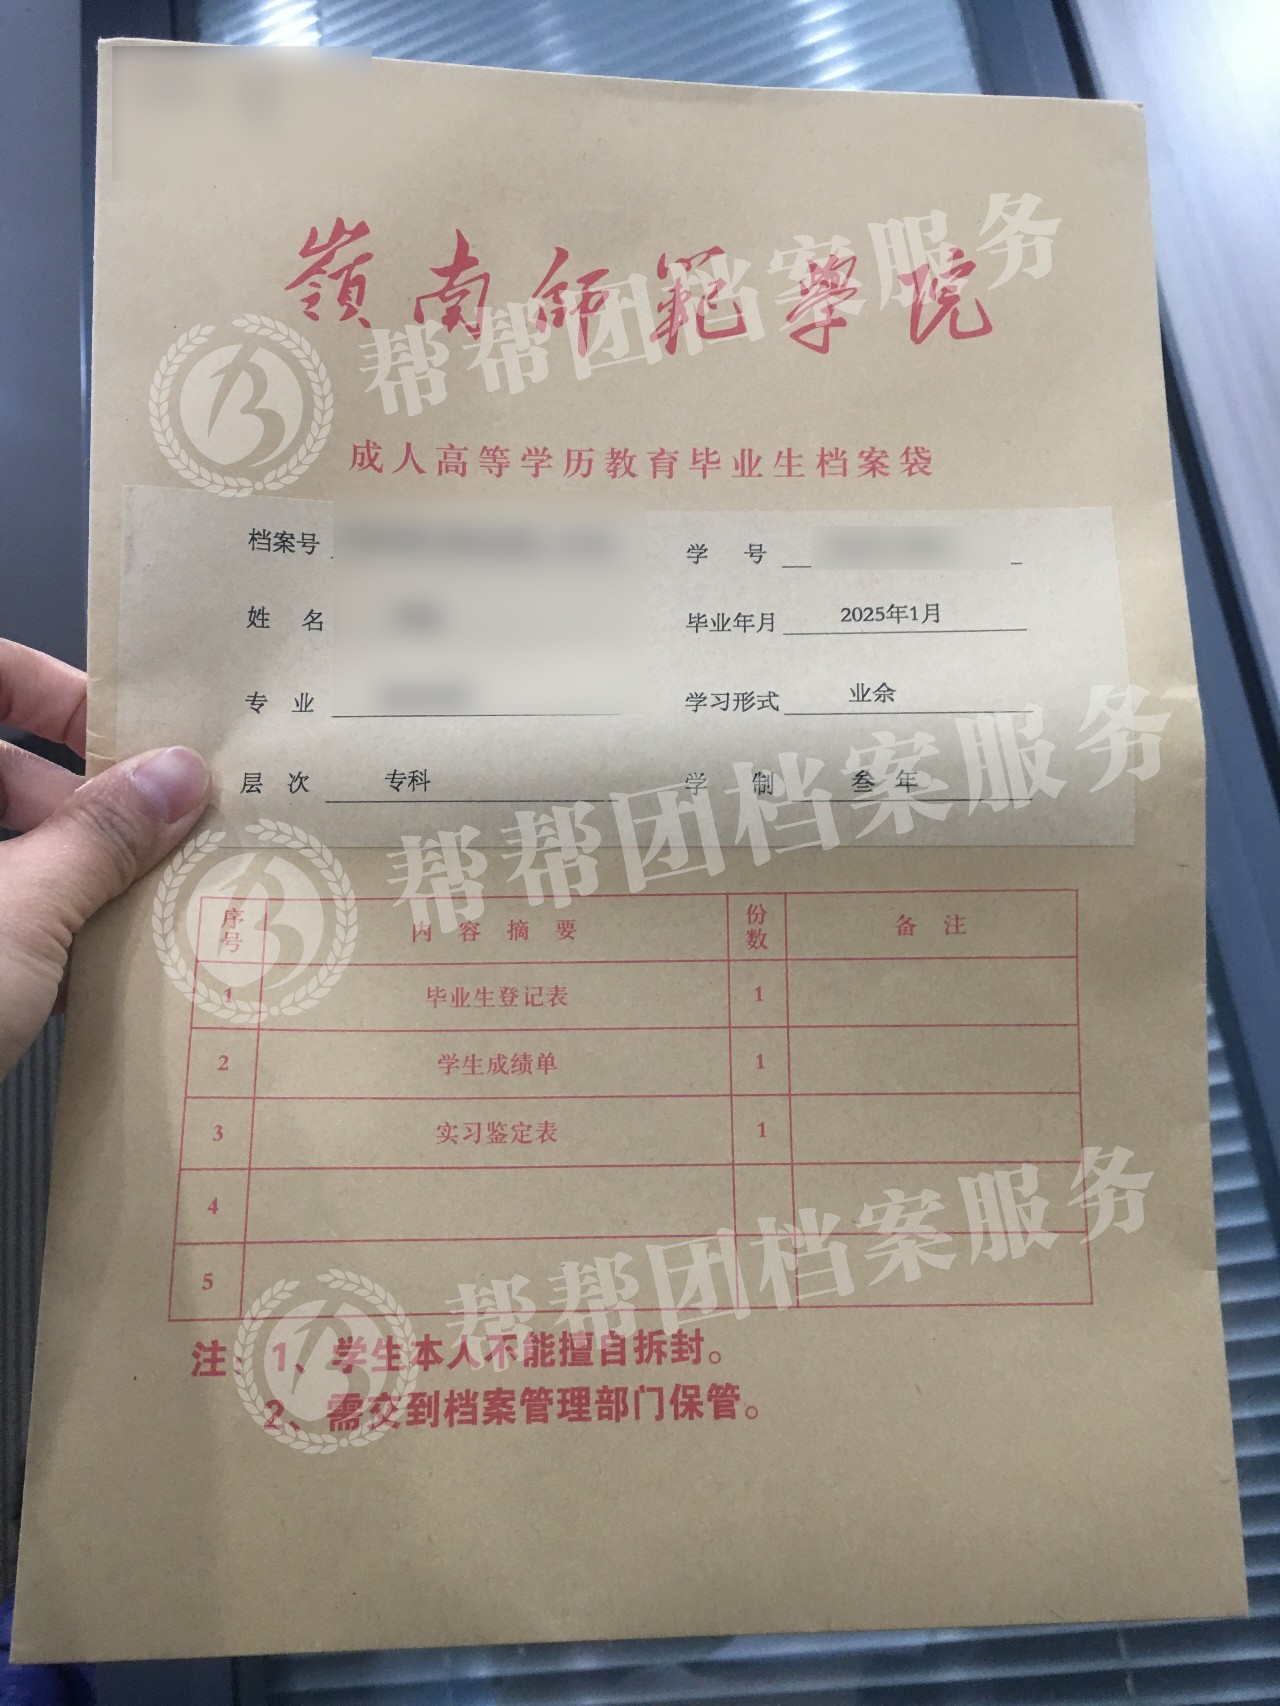 嶺南師範學院
成人高等学历教育毕业生档案袋
档案号
学 号
姓 名
毕业年月 2025年1月
专 业
学习形式 业余
层 次 专科
学 制 叁 年
序号 内 容 摘 要 份数 备 注
1 毕业生登记表 1
2 学生成绩单 1
3 实习鉴定表 1
4
5
注:1、学生本人不能擅自拆封。
2、需交到档案管理部门保管。
帮帮团档案服务
帮帮团档案服务
帮帮团档案服务